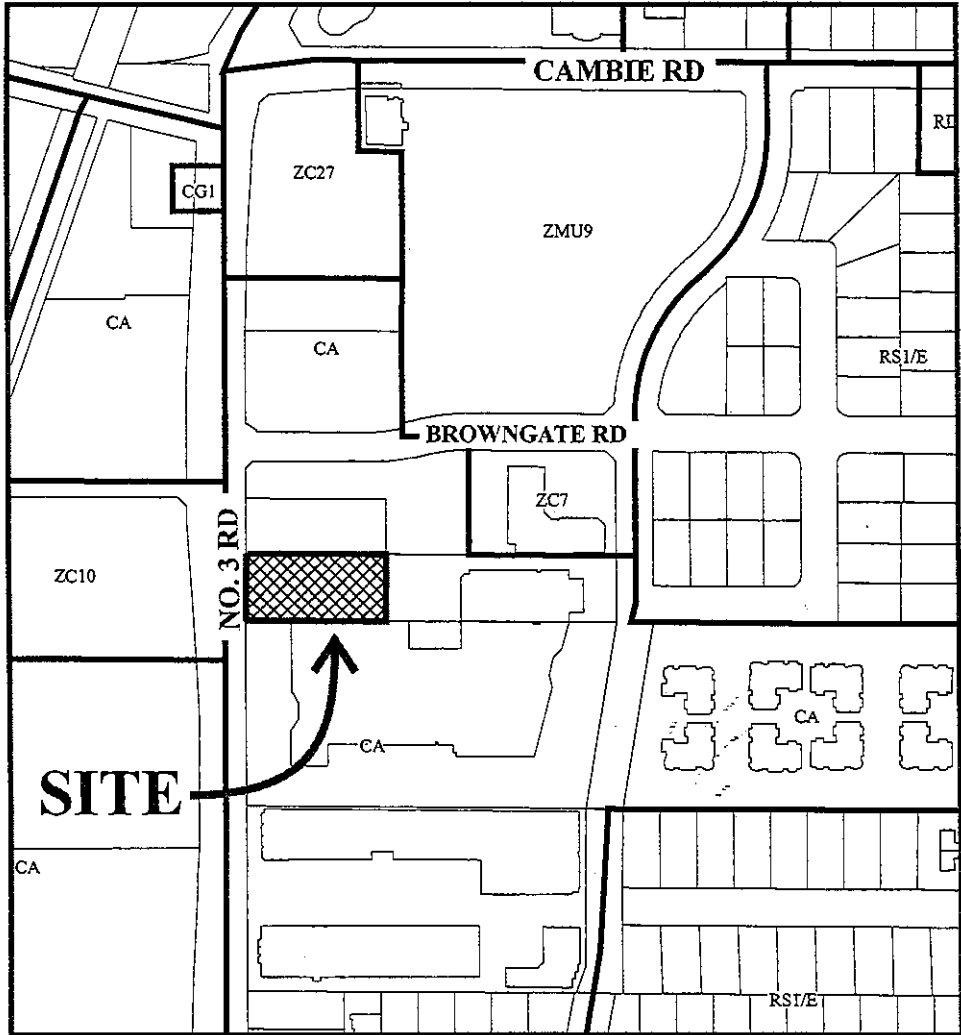 CAMBIE RD
RD
ZC27
CG1
ZMU9
CA
CA
RS1/E
BROWNGATE RD
ZC7
NO. 3 RD
ZC10
CA
CA
SITE
CA
RS1/E